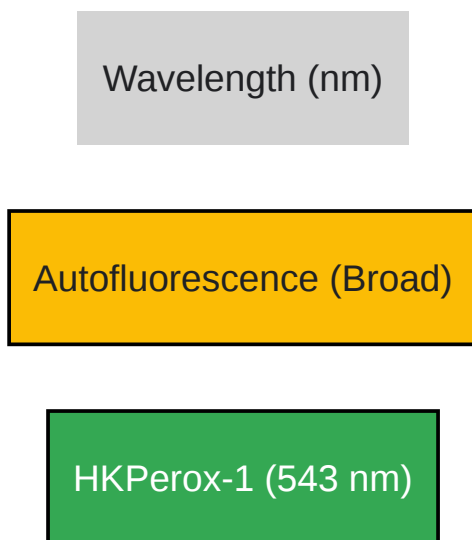 Wavelength (nm)
Autofluorescence (Broad)
HKPerox-1 (543 nm)